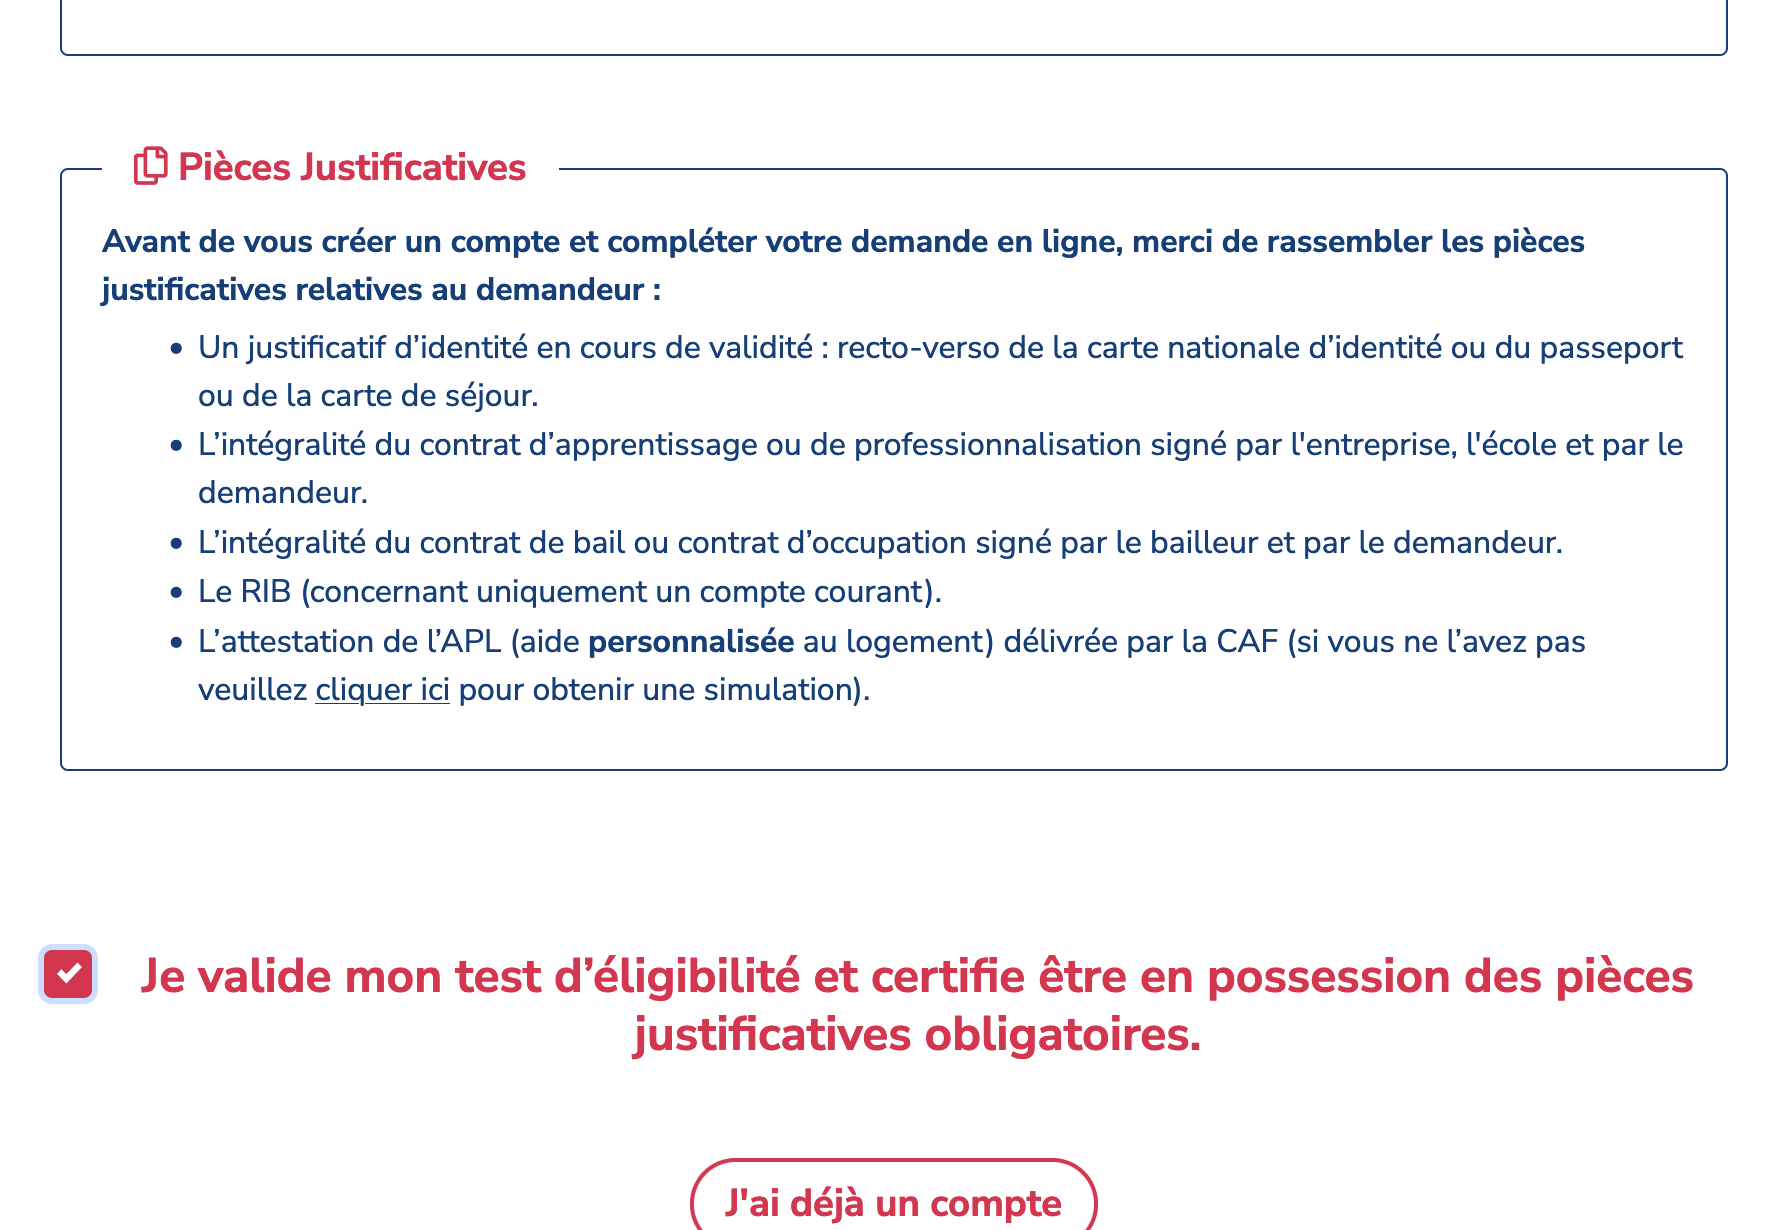 Pièces Justificatives
Avant de vous créer un compte et compléter votre demande en ligne, merci de rassembler les pièces
justificatives relatives au demandeur :
• Un justificatif d’identité en cours de validité : recto-verso de la carte nationale d’identité ou du passeport
ou de la carte de séjour.
• L’intégralité du contrat d’apprentissage ou de professionnalisation signé par l'entreprise, l'école et par le
demandeur.
• L’intégralité du contrat de bail ou contrat d’occupation signé par le bailleur et par le demandeur.
• Le RIB (concernant uniquement un compte courant).
• L’attestation de l’APL (aide personnalisée au logement) délivrée par la CAF (si vous ne l’avez pas
veuillez cliquer ici pour obtenir une simulation).
Je valide mon test d’éligibilité et certifie être en possession des pièces
justificatives obligatoires.
J'ai déjà un compte